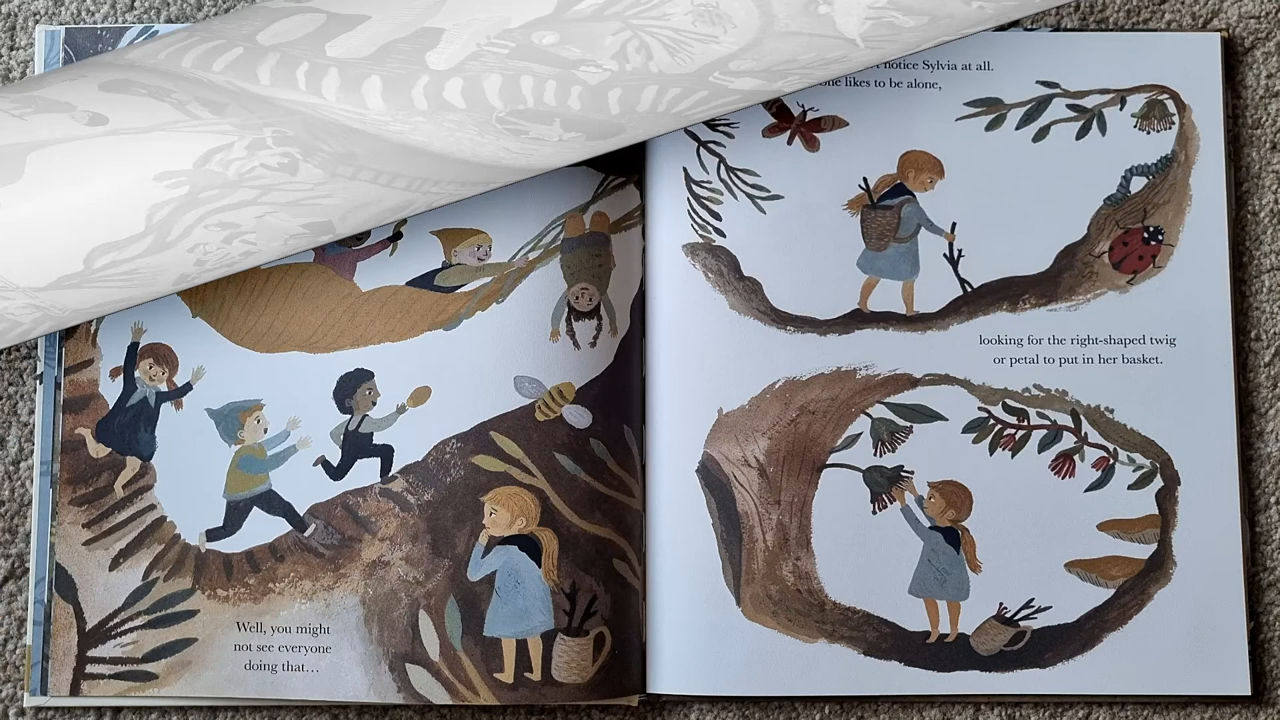 Well, you might
not see everyone
doing that…
notice Sylvia at all.
likes to be alone,
looking for the right-shaped twig
or petal to put in her basket.